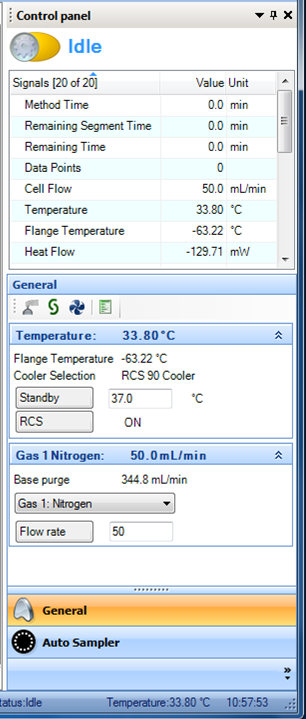 Control panel
Idle
Signals [20 of 20] Value Unit
Method Time 0.0 min
Remaining Segment Time 0.0 min
Remaining Time 0.0 min
Data Points 0
Cell Flow 50.0 mL/min
Temperature 33.80 °C
Flange Temperature -63.22 °C
Heat Flow -129.71 mW
General
Temperature: 33.80°C
Flange Temperature -63.22 °C
Cooler Selection RCS 90 Cooler
Standby 37.0 °C
RCS ON
Gas 1 Nitrogen: 50.0mL/min
Base purge 344.8 mL/min
Gas 1: Nitrogen
Flow rate 50
General
Auto Sampler
tatus:Idle Temperature:33.80 °C 10:57:53